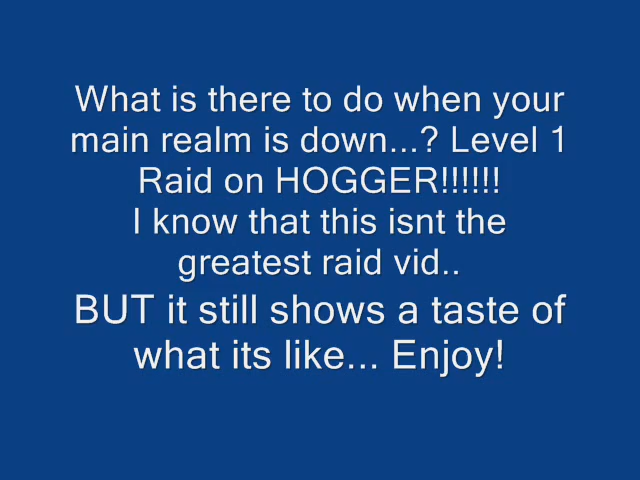 What is there to do when your
main realm is down...? Level 1
Raid on HOGGER!!!!!!
I know that this isnt the
greatest raid vid..
BUT it still shows a taste of
what its like... Enjoy!